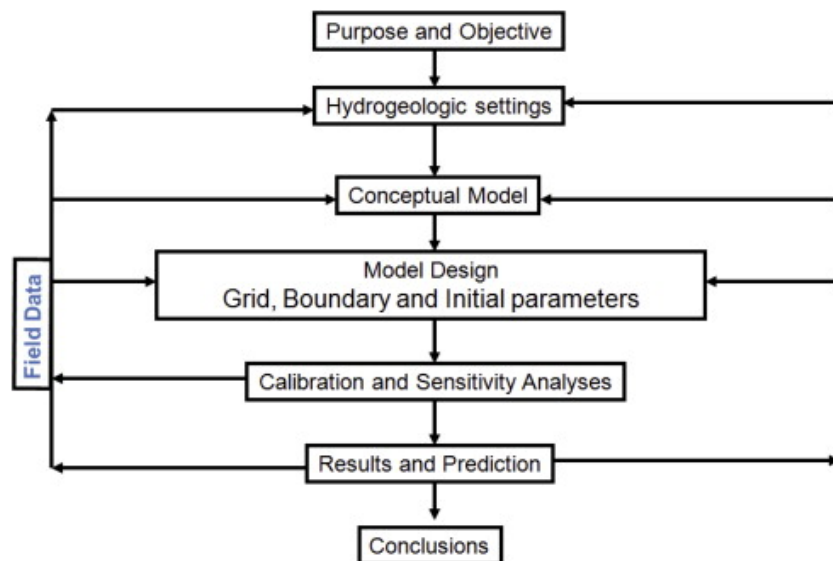 Purpose and Objective
Hydrogeologic settings
Conceptual Model
Model Design
Grid, Boundary and Initial parameters
Field Data
Calibration and Sensitivity Analyses
Results and Prediction
Conclusions